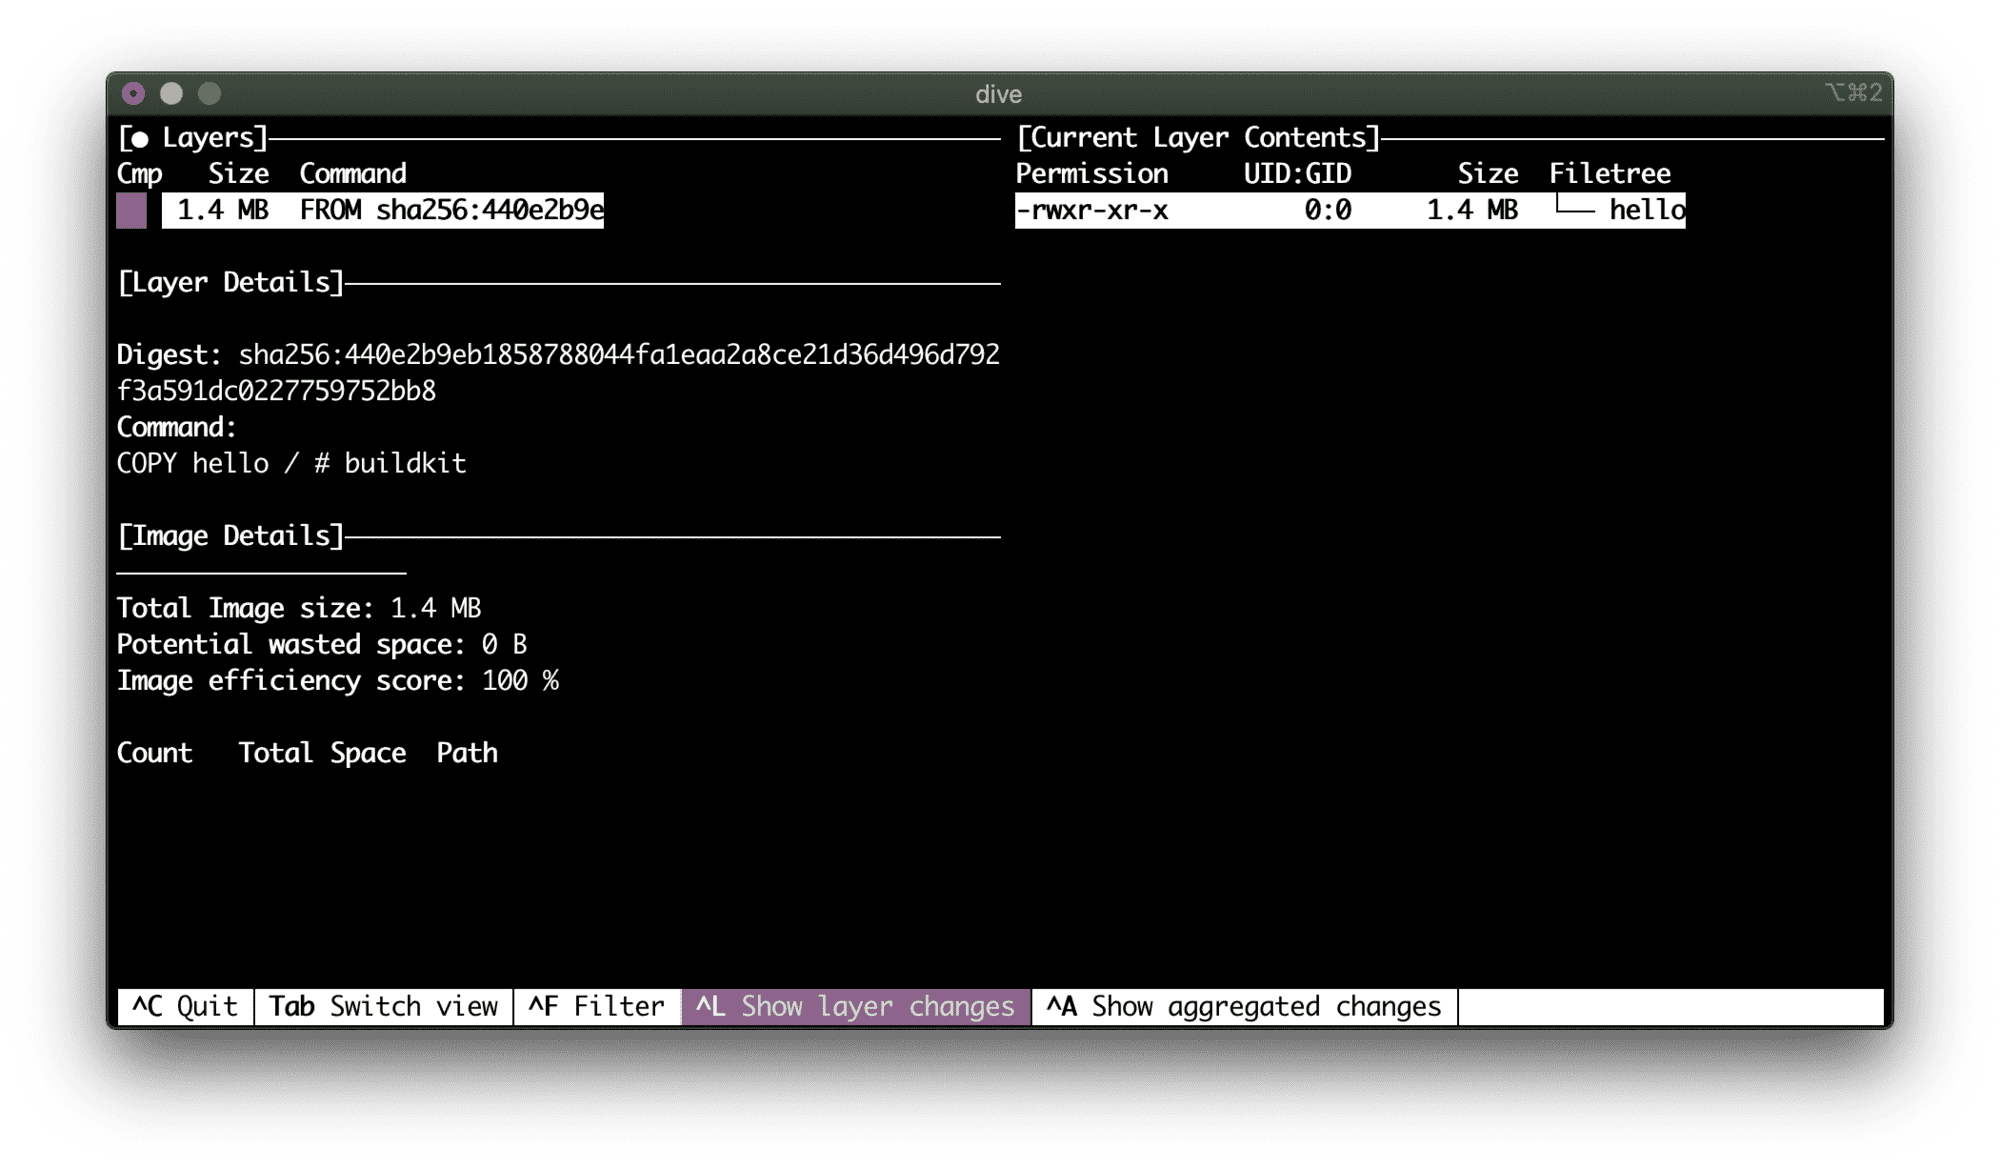 dive
⌥⌘2
[● Layers]
Cmp Size Command
1.4 MB FROM sha256:440e2b9e
[Layer Details]
Digest: sha256:440e2b9eb1858788044fa1eaa2a8ce21d36d496d792
f3a591dc0227759752bb8
Command:
COPY hello / # buildkit
[Image Details]
Total Image size: 1.4 MB
Potential wasted space: 0 B
Image efficiency score: 100 %
Count Total Space Path
[Current Layer Contents]
Permission UID:GID Size Filetree
-rwxr-xr-x 0:0 1.4 MB └── hello
^C Quit Tab Switch view ^F Filter ^L Show layer changes ^A Show aggregated changes